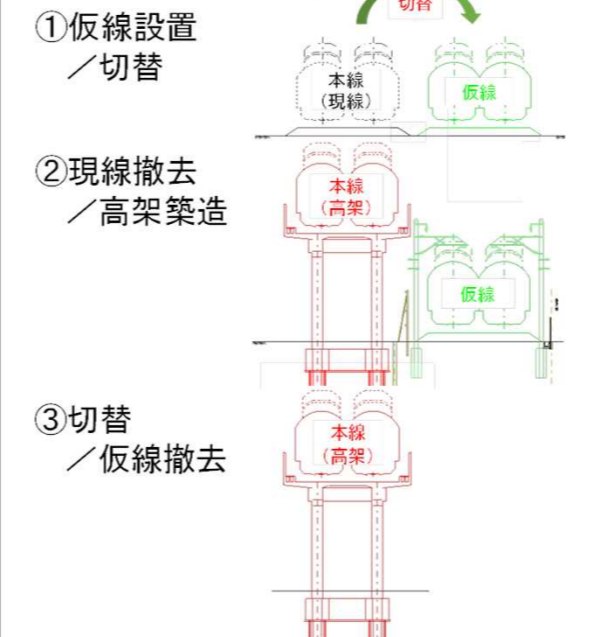 切替
①仮線設置
／切替
本線
（現線）
仮線
②現線撤去
／高架築造
本線
（高架）
仮線
③切替
／仮線撤去
本線
（高架）